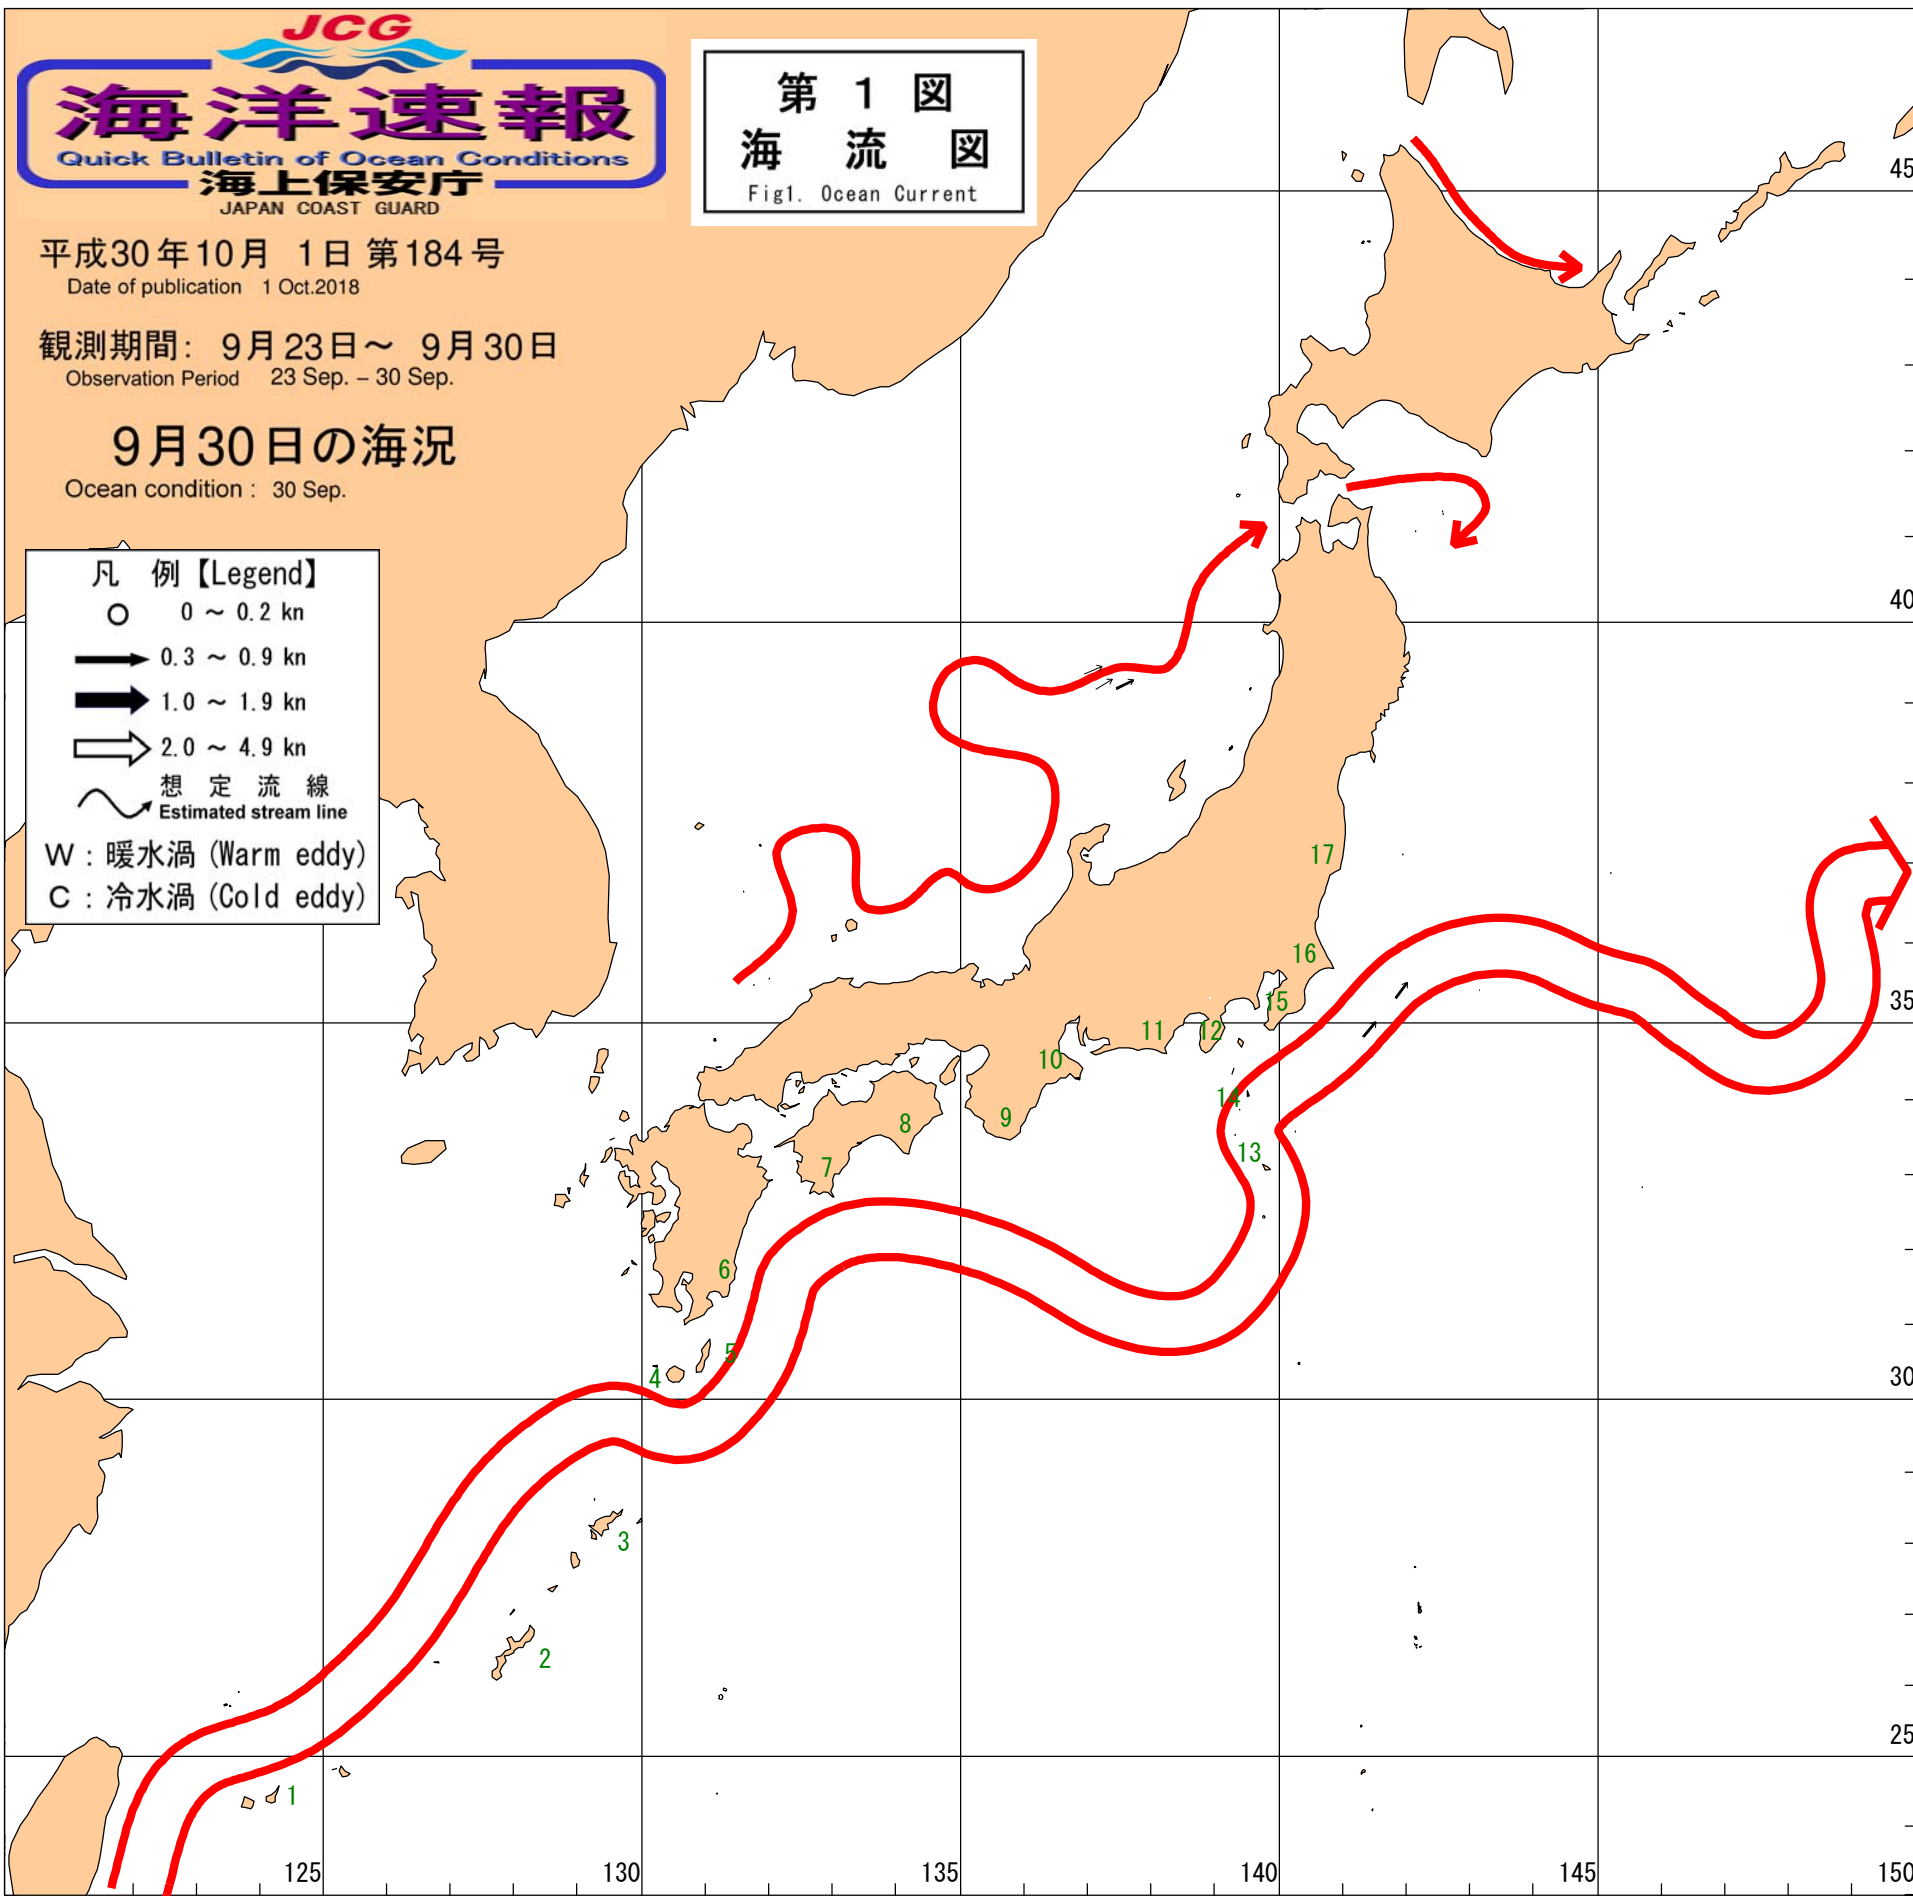 JCG
海洋速報
Quick Bulletin of Ocean Conditions
海上保安庁
JAPAN COAST GUARD
平成30年10月 1日 第184号
Date of publication 1 Oct.2018
観測期間: 9月23日～ 9月30日
Observation Period 23 Sep. – 30 Sep.
9月30日の海況
Ocean condition : 30 Sep.
第 1 図
海 流 図
Fig1. Ocean Current
凡 例【Legend】
0 ～ 0.2 kn
0.3 ～ 0.9 kn
1.0 ～ 1.9 kn
2.0 ～ 4.9 kn
想 定 流 線
Estimated stream line
W : 暖水渦 (Warm eddy)
C : 冷水渦 (Cold eddy)
45
40
17
16
35
15
12
11
10
14
9
8
13
7
6
5
4
30
3
2
25
1
125
130
135
140
145
150